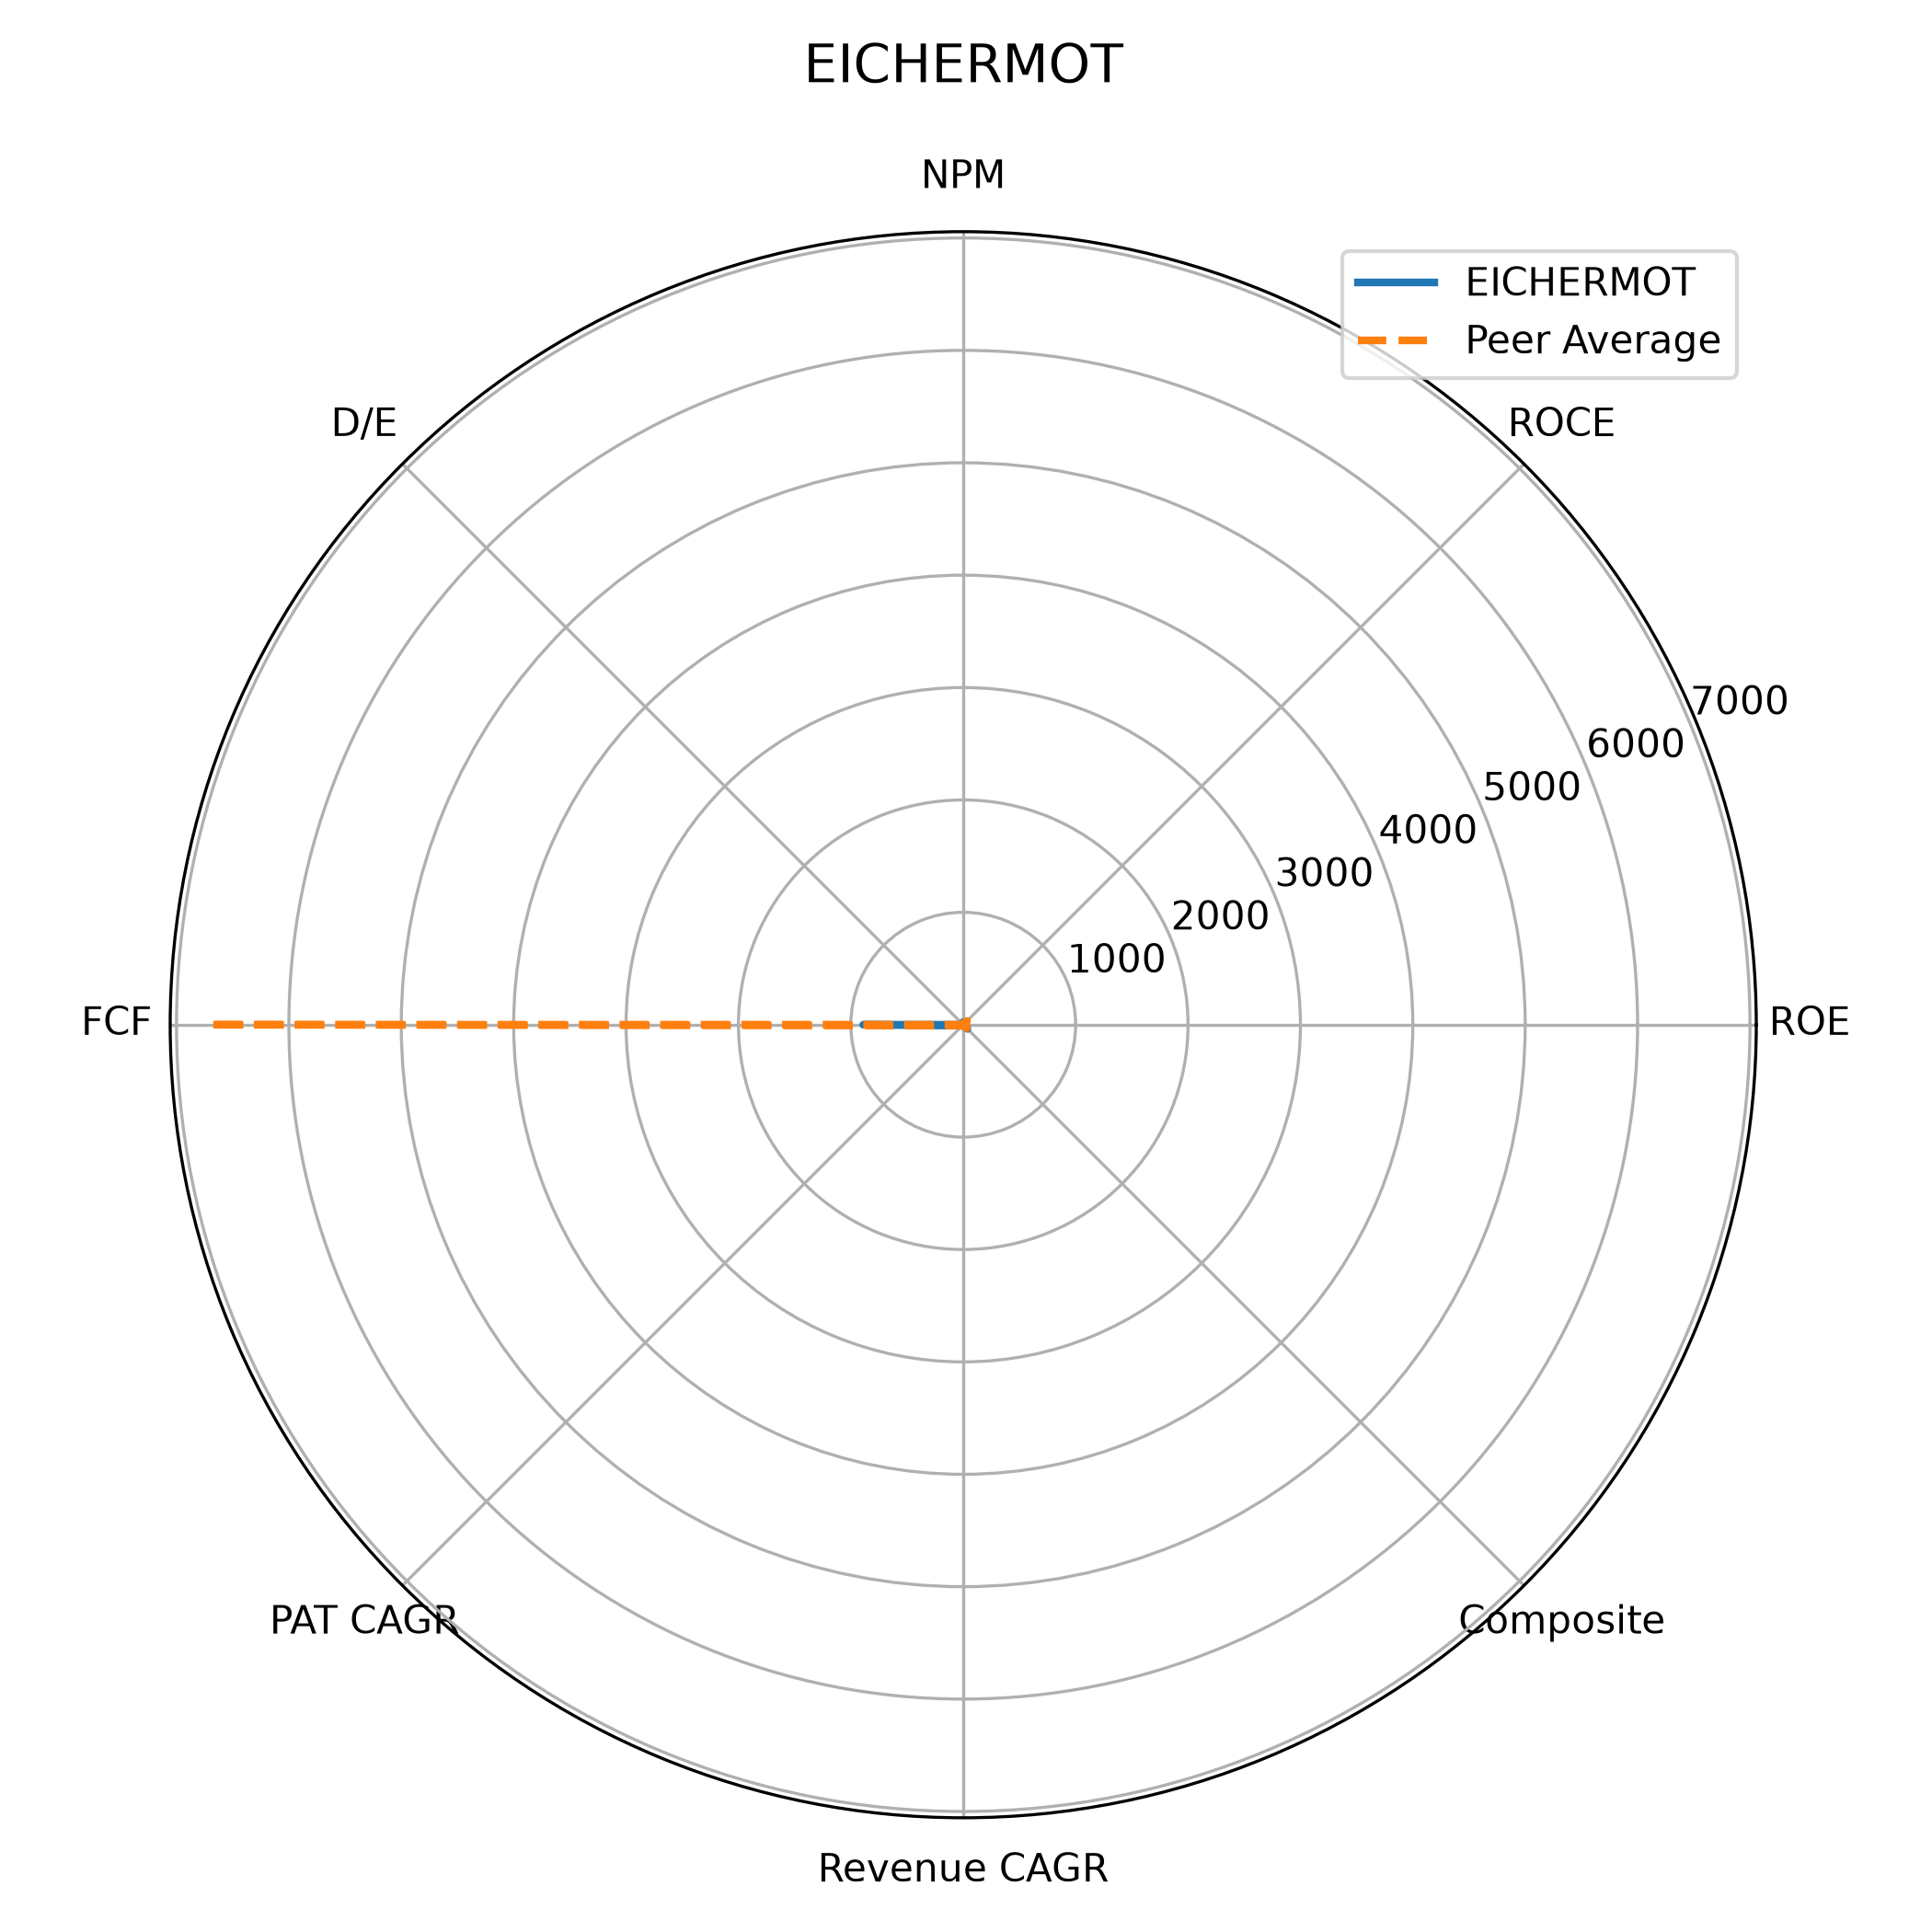 EICHERMOT
NPM
EICHERMOT
Peer Average
D/E
ROCE
7000
6000
5000
4000
3000
2000
1000
FCF
ROE
PAT CAGR
Composite
Revenue CAGR